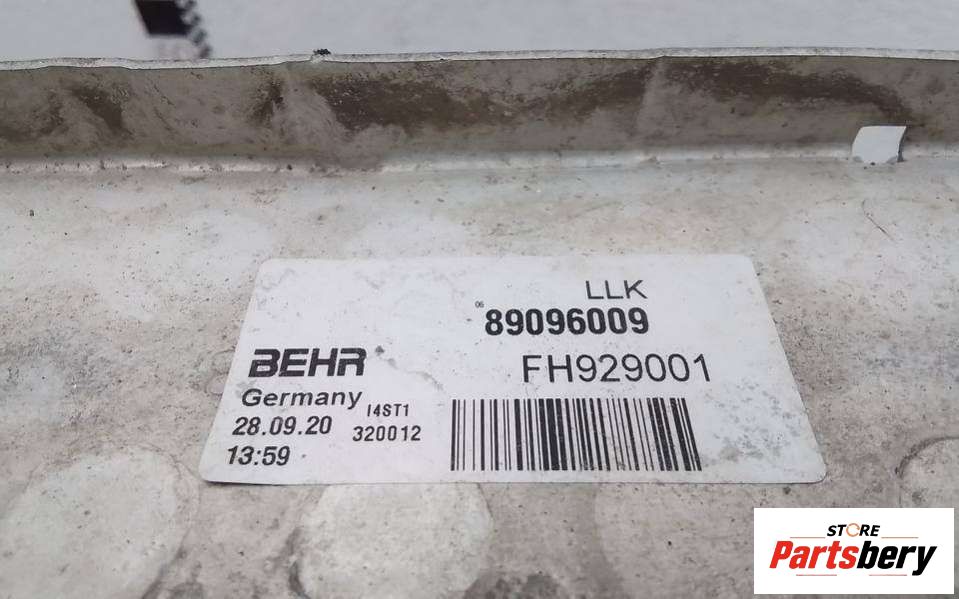 LLK
06
89096009
BEHR
FH929001
Germany
I4ST1
28.09.20
320012
13:59
STORE
Partsbery